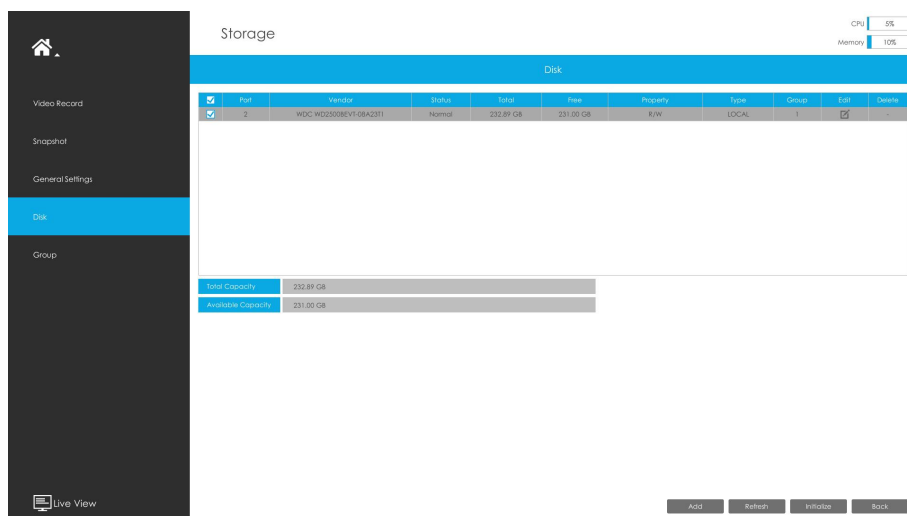 Storage
CPU 5%
Memory 10%
Disk
Video Record
Snapshot
General Settings
Disk
Group
Live View
Port Vendor Status Total Free Property Type Group Edit Delete
2 WDC WD2500BEVT-08A23T1 Normal 232.89 GB 231.00 GB R/W LOCAL 1 -
Total Capacity 232.89 GB
Available Capacity 231.00 GB
Add Refresh Initialize Back